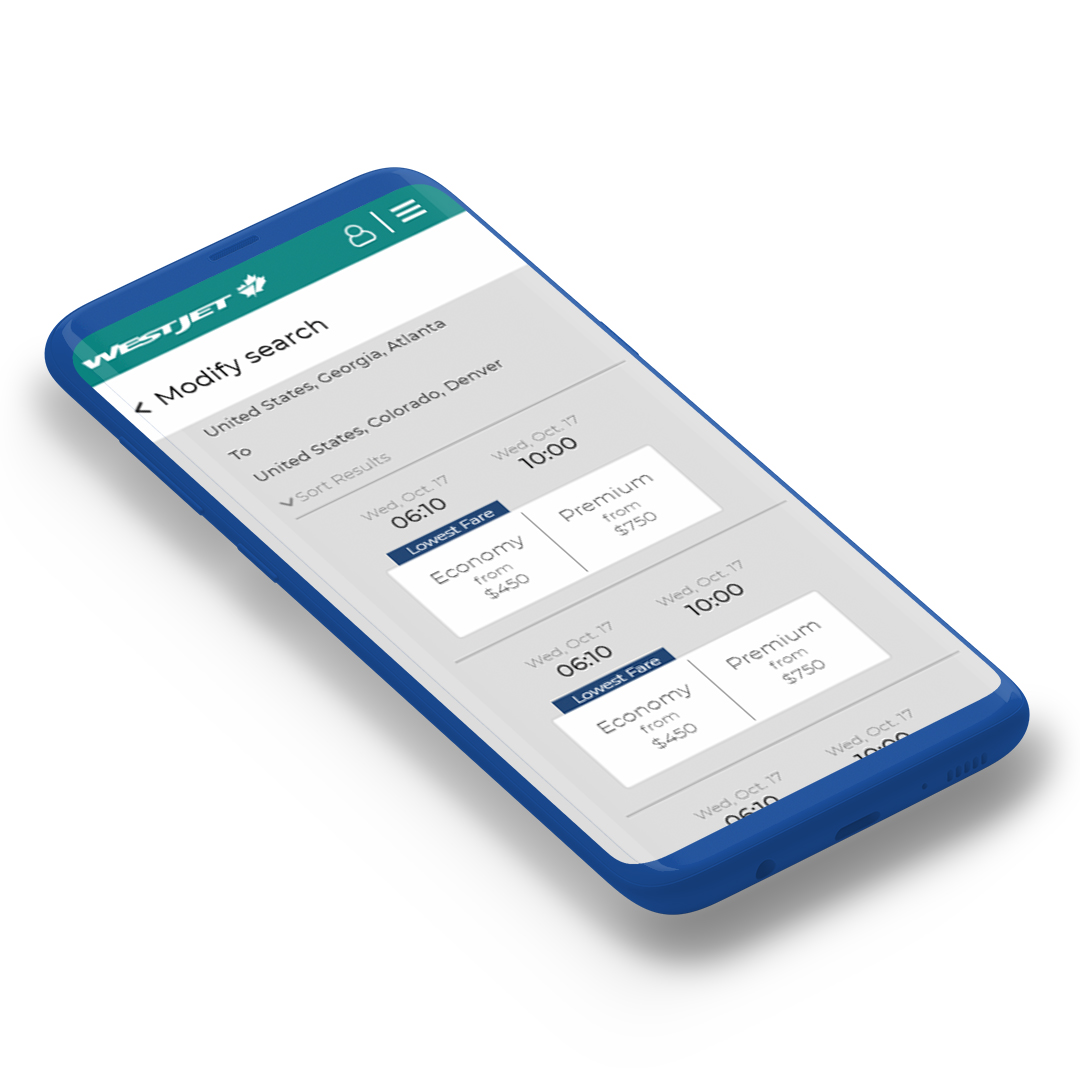 WESTJET
< Modify search
United States, Georgia, Atlanta
To
United States, Colorado, Denver
Sort Results
Wed, Oct. 17 Wed, Oct. 17
06:10 10:00
Lowest Fare
Economy Premium
from from
$450 $750
Wed, Oct. 17 Wed, Oct. 17
06:10 10:00
Lowest Fare
Economy Premium
from from
$450 $750
Wed, Oct. 17 Wed, Oct. 17
06:10 10:00